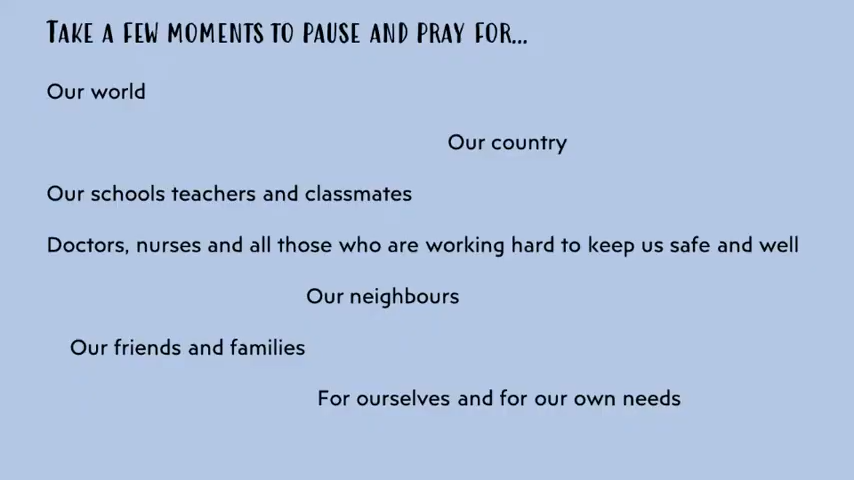 TAKE A FEW MOMENTS TO PAUSE AND PRAY FOR...
Our world
Our country
Our schools teachers and classmates
Doctors, nurses and all those who are working hard to keep us safe and well
Our neighbours
Our friends and families
For ourselves and for our own needs